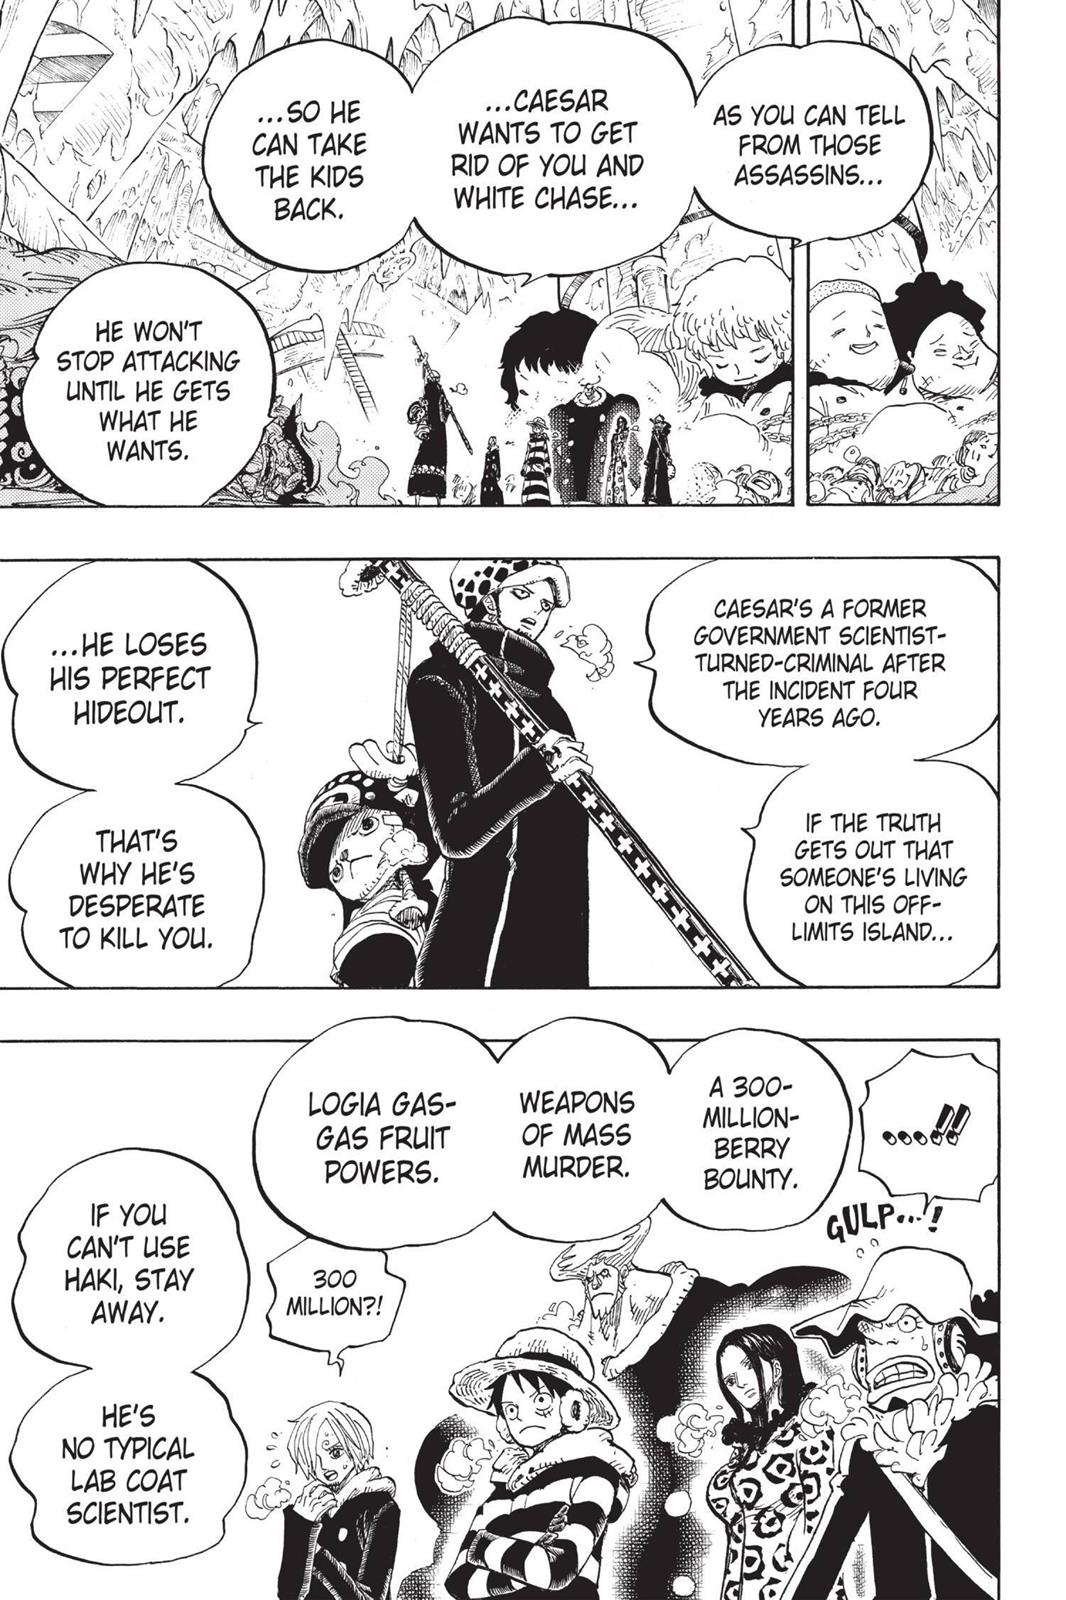 AS YOU CAN TELL
FROM THOSE
ASSASSINS...
...CAESAR
WANTS TO GET
RID OF YOU AND
WHITE CHASE...
...SO HE
CAN TAKE
THE KIDS
BACK.
HE WON'T
STOP ATTACKING
UNTIL HE GETS
WHAT HE
WANTS.
CAESAR'S A FORMER
GOVERNMENT SCIENTIST-
TURNED-CRIMINAL AFTER
THE INCIDENT FOUR
YEARS AGO.
IF THE TRUTH
GETS OUT THAT
SOMEONE'S LIVING
ON THIS OFF-
LIMITS ISLAND...
...HE LOSES
HIS PERFECT
HIDEOUT.
THAT'S
WHY HE'S
DESPERATE
TO KILL YOU.
....!!
GULP...!
A 300-
MILLION-
BERRY
BOUNTY.
WEAPONS
OF MASS
MURDER.
LOGIA GAS-
GAS FRUIT
POWERS.
300
MILLION?!
IF YOU
CAN'T USE
HAKI, STAY
AWAY.
HE'S
NO TYPICAL
LAB COAT
SCIENTIST.